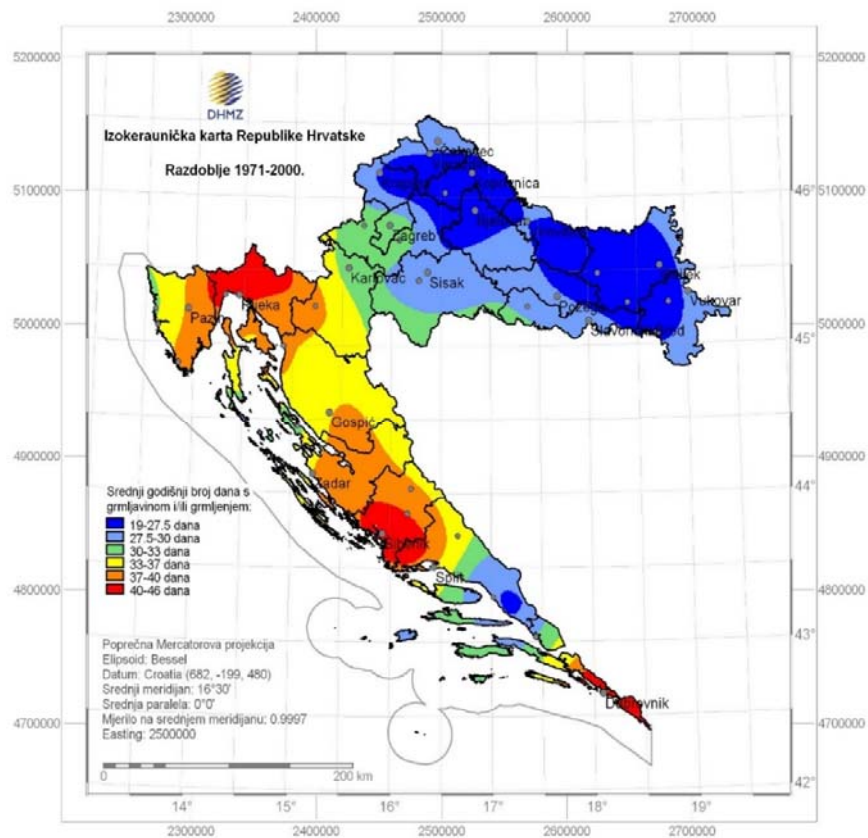 2300000 2400000 2500000 2600000 2700000
5200000 5200000
DHMZ
Izokeraunička karta Republike Hrvatske
Razdoblje 1971-2000.
5100000 46° 5100000
Zagreb
Karlovac
Sisak
Rijeka
Pazin
Vukovar
5000000 45° 5000000
Gospić
4900000 44° 4900000
Zadar
Srednji godišnji broj dana s
grmljavinom i/ili grmljenjem:
19-27.5 dana
27.5-30 dana
30-33 dana
33-37 dana
37-40 dana
40-46 dana
Split
4800000 4800000
43°
Poprečna Mercatorova projekcija
Elipsoid: Bessel
Datum: Croatia (682, -199, 480)
Srednji meridijan: 16°30'
Srednja paralela: 0°0'
Mjerilo na srednjem meridijanu: 0.9997
Easting: 2500000
Dubrovnik
4700000 4700000
0 200 km
42°
14° 15° 16° 17° 18° 19°
2300000 2400000 2500000 2600000 2700000